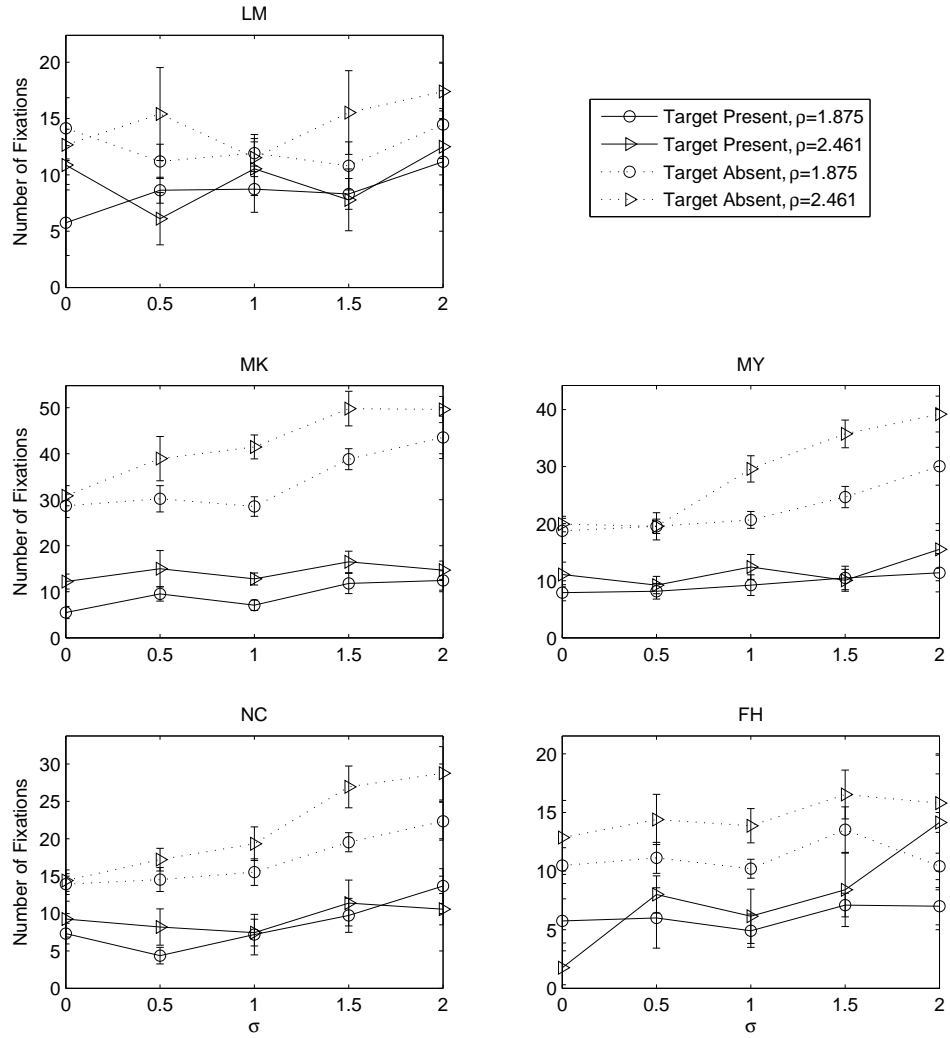 LM
20
15
10
5
0
Number of Fixations
0 0.5 1 1.5 2
Target Present, ρ=1.875
Target Present, ρ=2.461
Target Absent, ρ=1.875
Target Absent, ρ=2.461
MK
50
40
30
20
10
0
Number of Fixations
0 0.5 1 1.5 2
MY
40
30
20
10
0
0 0.5 1 1.5 2
NC
30
25
20
15
10
5
0
Number of Fixations
0 0.5 1 1.5 2
σ
FH
20
15
10
5
0
0 0.5 1 1.5 2
σ